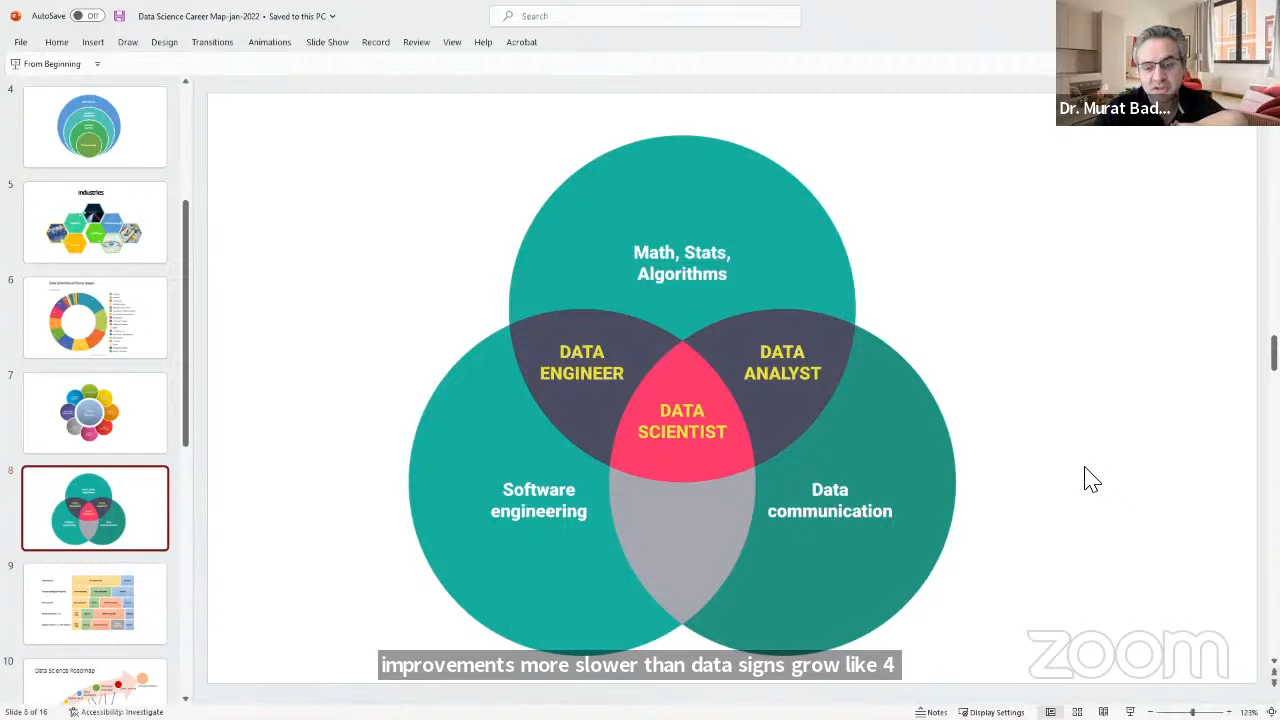 AutoSave
Off
Data Science Career Map-jan-2022 • Saved to this PC
Search
File
Home
Insert
Draw
Design
Transitions
Animations
Slide Show
Record
Review
View
Help
Acrobat
From Beginning
Dr. Murat Bad...
4
5
Industries
7
8
9
10
Data Science Roadmap
Math, Stats,
Algorithms
DATA
ENGINEER
DATA
ANALYST
DATA
SCIENTIST
Software
engineering
Data
communication
improvements more slower than data signs grow like 4
zoom
Slide 8 of 16
Accessibility: Investigate
Notes
Display Settings
123%